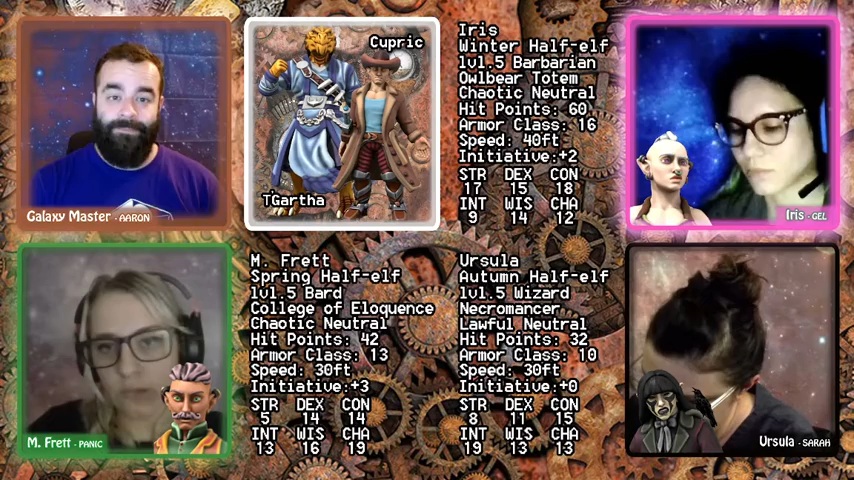 Cupric
TGartha
Galaxy Master - AARON
Iris
Winter Half-elf
lvl.5 Barbarian
Owlbear Totem
Chaotic Neutral
Hit Points: 60
Armor Class: 16
Speed: 40ft
Initiative:+2
STR DEX CON
17 15 18
INT WIS CHA
9 14 12
Iris - GEL
M. Frett
Spring Half-elf
lvl.5 Bard
College of Eloquence
Chaotic Neutral
Hit Points: 42
Armor Class: 13
Speed: 30ft
Initiative:+3
STR DEX CON
5 14 14
INT WIS CHA
13 16 19
M. Frett - PANIC
Ursula
Autumn Half-elf
lvl.5 Wizard
Necromancer
Lawful Neutral
Hit Points: 32
Armor Class: 10
Speed: 30ft
Initiative:+0
STR DEX CON
8 11 15
INT WIS CHA
19 13 13
Ursula - SARAH